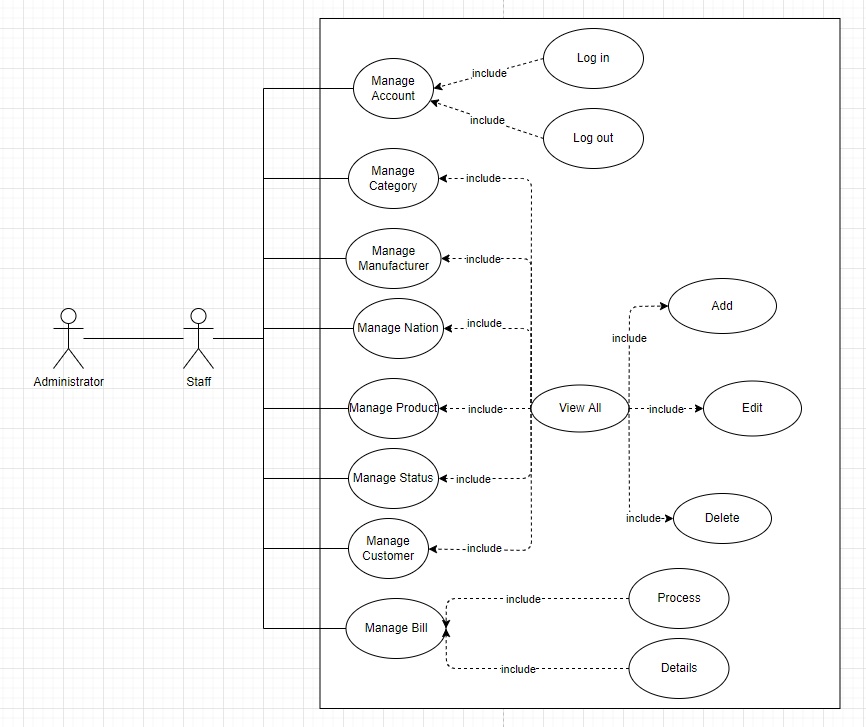 Log in
Manage
Account
include
include
Log out
Manage
Category
include
Manage
Manufacturer
include
Add
Manage Nation
include
include
Administrator
Staff
Manage Product
include
View All
include
Edit
Manage Status
include
Manage
Customer
include
include
Delete
Manage Bill
include
Process
include
Details